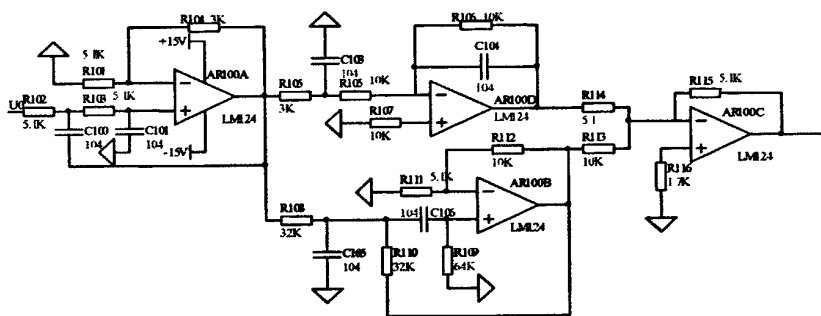 R104 3K
+15V
5.1K
R101
AR100A
U0
R102
R103
5.1K
5.1K
C100
104
C101
104
-15V
LM124
C103
104
R105
3K
R105
10K
R106 10K
C104
104
AR100D
LM124
R107
10K
R114
5.1
R113
10K
R115 5.1K
AR100C
LM124
R116
1.7K
R112
10K
R111 5.1K
AR100B
LM124
R108
32K
104 C106
C105
104
R110
32K
R109
64K